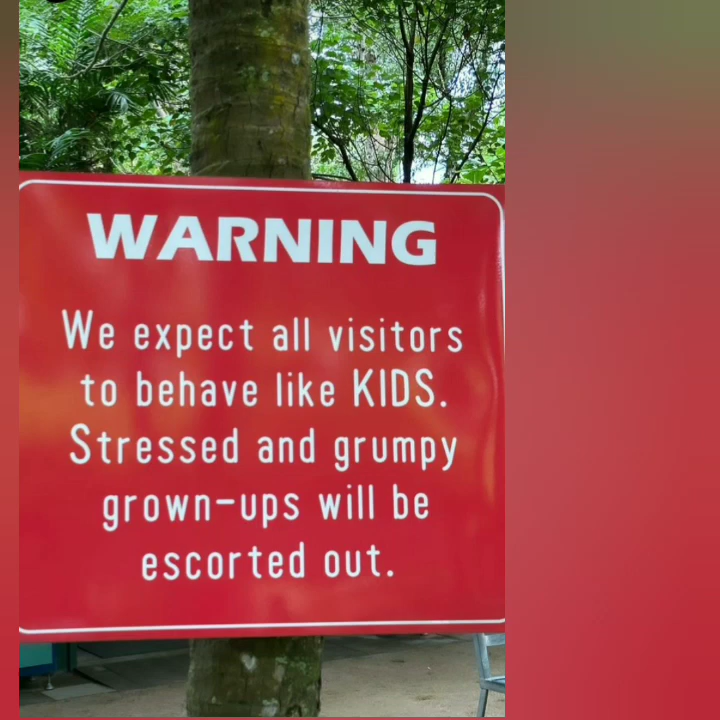 WARNING
We expect all visitors
to behave like KIDS.
Stressed and grumpy
grown-ups will be
escorted out.